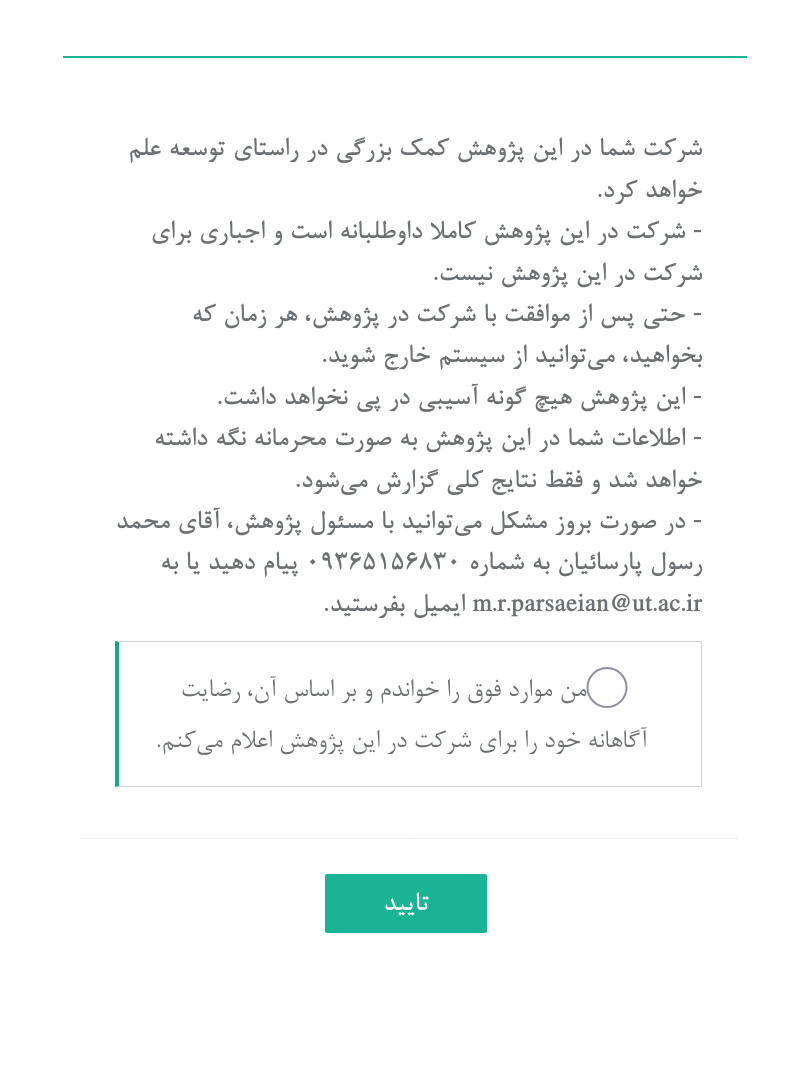 شرکت شما در این پژوهش کمک بزرگی در راستای توسعه علم
خواهد کرد.
- شرکت در این پژوهش کاملا داوطلبانه است و اجباری برای
شرکت در این پژوهش نیست.
- حتی پس از موافقت با شرکت در پژوهش، هر زمان که
بخواهید، می‌توانید از سیستم خارج شوید.
- این پژوهش هیچ گونه آسیبی در پی نخواهد داشت.
- اطلاعات شما در این پژوهش به صورت محرمانه نگه داشته
خواهد شد و فقط نتایج کلی گزارش می‌شود.
- در صورت بروز مشکل می‌توانید با مسئول پژوهش، آقای محمد
رسول پارسائیان به شماره ۰۹۳۶۵۱۵۶۸۳۰ پیام دهید یا به
m.r.parsaeian@ut.ac.ir ایمیل بفرستید.
من موارد فوق را خواندم و بر اساس آن، رضایت
آگاهانه خود را برای شرکت در این پژوهش اعلام می‌کنم.
تایید